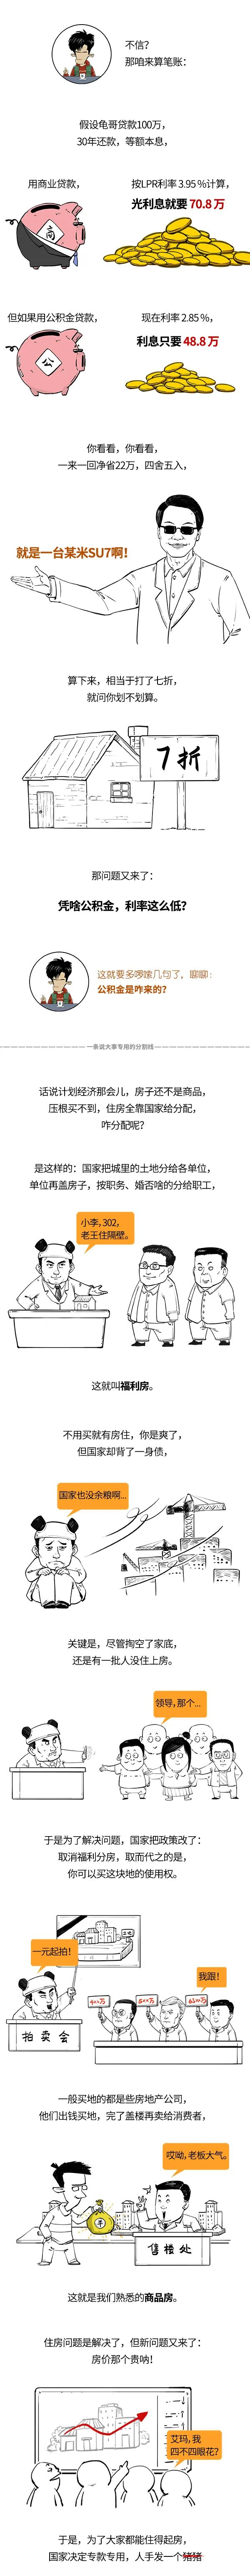 不信？
那咱来算笔账：
假设龟哥贷款100万，
30年还款，等额本息，
用商业贷款，
按LPR利率 3.95 %计算，
光利息就要 70.8 万
商
但如果用公积金贷款，
现在利率 2.85 %，
利息只要 48.8 万
公
你看看，你看看，
一来一回净省22万，四舍五入，
就是一台某米SU7啊！
算下来，相当于打了七折，
就问你划不划算。
7折
那问题又来了：
凭啥公积金，利率这么低？
这就要多啰嗦几句了，聊聊：
公积金是咋来的？
一条说大事专用的分割线
话说计划经济那会儿，房子还不是商品，
压根买不到，住房全靠国家给分配，
咋分配呢？
是这样的：国家把城里的土地分给各单位，
单位再盖房子，按职务、婚否啥的分给职工，
小李，302，
老王住隔壁。
这就叫福利房。
不用买就有房住，你是爽了，
但国家却背了一身债，
国家也没余粮啊...
关键是，尽管掏空了家底，
还是有一批人没住上房。
领导，那个...
于是为了解决问题，国家把政策改了：
取消福利分房，取而代之的是，
你可以买这块地的使用权。
一元起拍！
我跟！
拍卖会
一般买地的都是些房地产公司，
他们出钱买地，完了盖楼再卖给消费者，
哎呦，老板大气。
售楼处
这就是我们熟悉的商品房。
住房问题是解决了，但新问题又来了：
房价那个贵呐！
艾玛，我
四不四眼花？
于是，为了大家都能住得起房，
国家决定专款专用，人手发一个猪猪